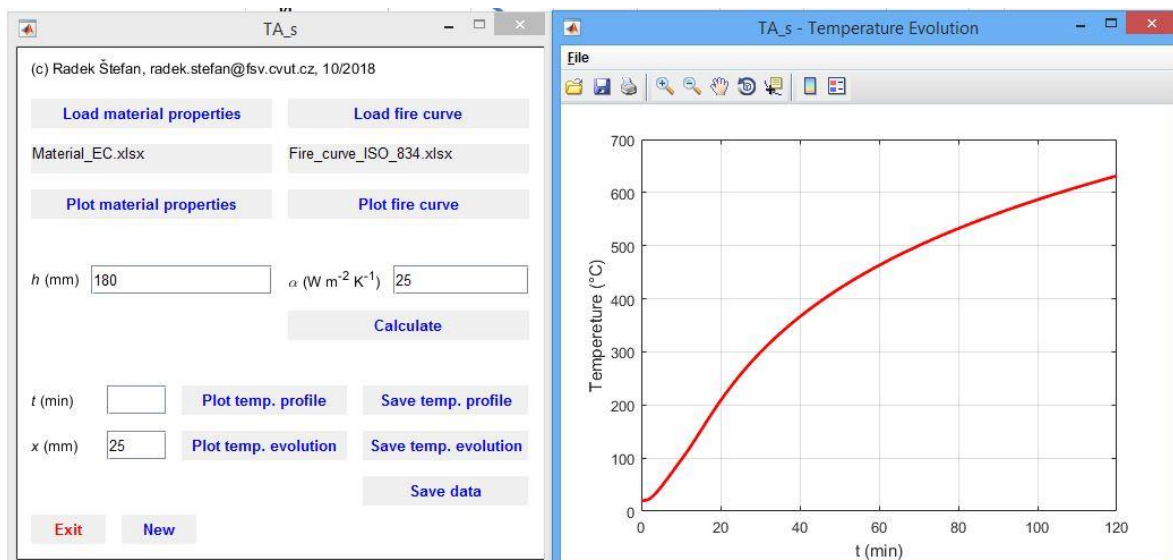 TA_s
(c) Radek Štefan, radek.stefan@fsv.cvut.cz, 10/2018
Load material properties Load fire curve
Material_EC.xlsx Fire_curve_ISO_834.xlsx
Plot material properties Plot fire curve
h (mm) 180 α (W m⁻² K⁻¹) 25
Calculate
t (min) Plot temp. profile Save temp. profile
x (mm) 25 Plot temp. evolution Save temp. evolution
Save data
Exit New
TA_s - Temperature Evolution
File
700
600
500
400
300
200
100
0
Tempereture (°C)
0 20 40 60 80 100 120
t (min)